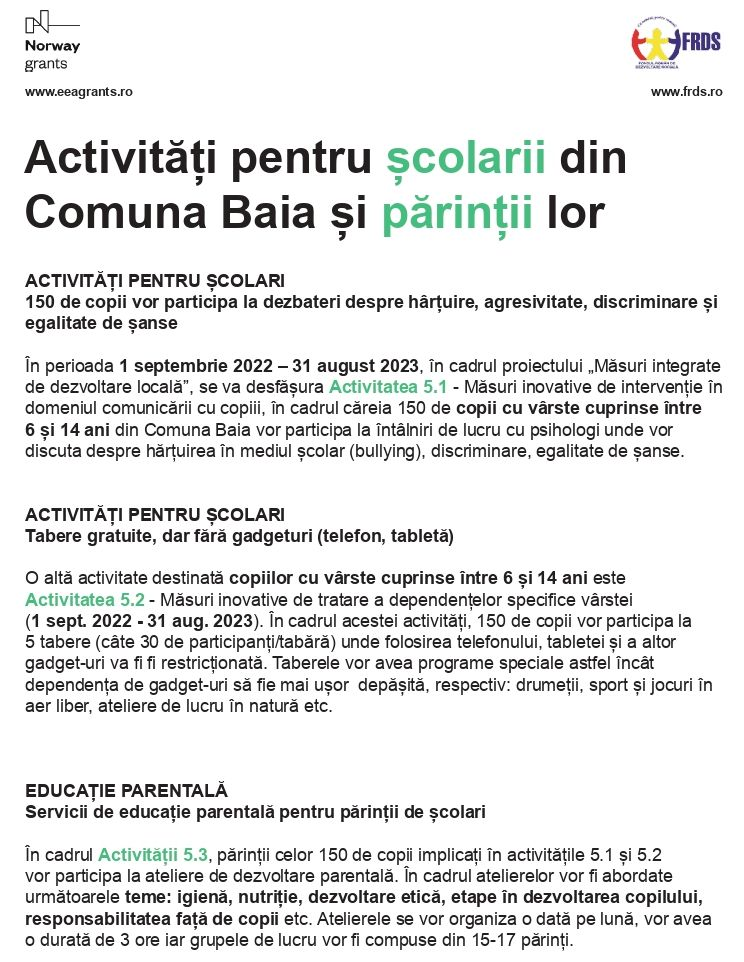 Norway
grants
FRDS
FONDUL ROMÂN DE
DEZVOLTARE SOCIALĂ
www.eeagrants.ro
www.frds.ro
Activități pentru școlarii din
Comuna Baia și părinții lor
ACTIVITĂȚI PENTRU ȘCOLARI
150 de copii vor participa la dezbateri despre hârțuire, agresivitate, discriminare și
egalitate de șanse
În perioada 1 septembrie 2022 – 31 august 2023, în cadrul proiectului „Măsuri integrate
de dezvoltare locală”, se va desfășura Activitatea 5.1 - Măsuri inovative de intervenție în
domeniul comunicării cu copiii, în cadrul căreia 150 de copii cu vârste cuprinse între
6 și 14 ani din Comuna Baia vor participa la întâlniri de lucru cu psihologi unde vor
discuta despre hărțuirea în mediul școlar (bullying), discriminare, egalitate de șanse.
ACTIVITĂȚI PENTRU ȘCOLARI
Tabere gratuite, dar fără gadgeturi (telefon, tabletă)
O altă activitate destinată copiilor cu vârste cuprinse între 6 și 14 ani este
Activitatea 5.2 - Măsuri inovative de tratare a dependențelor specifice vârstei
(1 sept. 2022 - 31 aug. 2023). În cadrul acestei activități, 150 de copii vor participa la
5 tabere (câte 30 de participanți/tabără) unde folosirea telefonului, tabletei și a altor
gadget-uri va fi fi restricționată. Taberele vor avea programe speciale astfel încât
dependența de gadget-uri să fie mai ușor depășită, respectiv: drumeții, sport și jocuri în
aer liber, ateliere de lucru în natură etc.
EDUCAȚIE PARENTALĂ
Servicii de educație parentală pentru părinții de școlari
În cadrul Activității 5.3, părinții celor 150 de copii implicați în activitățile 5.1 și 5.2
vor participa la ateliere de dezvoltare parentală. În cadrul atelierelor vor fi abordate
următoarele teme: igienă, nutriție, dezvoltare etică, etape în dezvoltarea copilului,
responsabilitatea față de copii etc. Atelierele se vor organiza o dată pe lună, vor avea
o durată de 3 ore iar grupele de lucru vor fi compuse din 15-17 părinți.